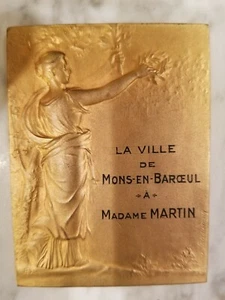 LA VILLE
DE
MONS-EN-BARŒUL
-A-
MADAME MARTIN